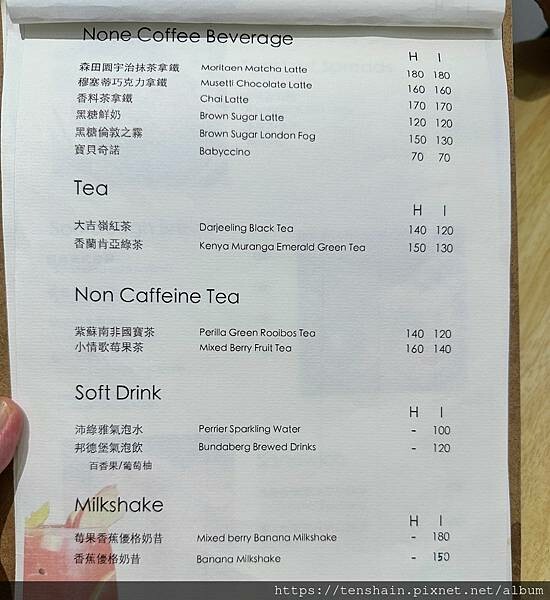 None Coffee Beverage
H I
森田園宇治抹茶拿鐵 Moritaen Matcha Latte 180 180
穆塞蒂巧克力拿鐵 Musetti Chocolate Latte 160 160
香料茶拿鐵 Chai Latte 170 170
黑糖鮮奶 Brown Sugar Latte 120 120
黑糖倫敦之霧 Brown Sugar London Fog 150 130
寶貝奇諾 Babyccino 70 70
Tea
H I
大吉嶺紅茶 Darjeeling Black Tea 140 120
香蘭肯亞綠茶 Kenya Muranga Emerald Green Tea 150 130
Non Caffeine Tea
紫蘇南非國寶茶 Perilla Green Rooibos Tea 140 120
小情歌莓果茶 Mixed Berry Fruit Tea 160 140
Soft Drink
H I
沛綠雅氣泡水 Perrier Sparkling Water - 100
邦德堡氣泡飲 Bundaberg Brewed Drinks - 120
百香果/葡萄柚
Milkshake
H I
莓果香蕉優格奶昔 Mixed berry Banana Milkshake - 180
香蕉優格奶昔 Banana Milkshake - 150
https://tenshain.pixnet.net/album